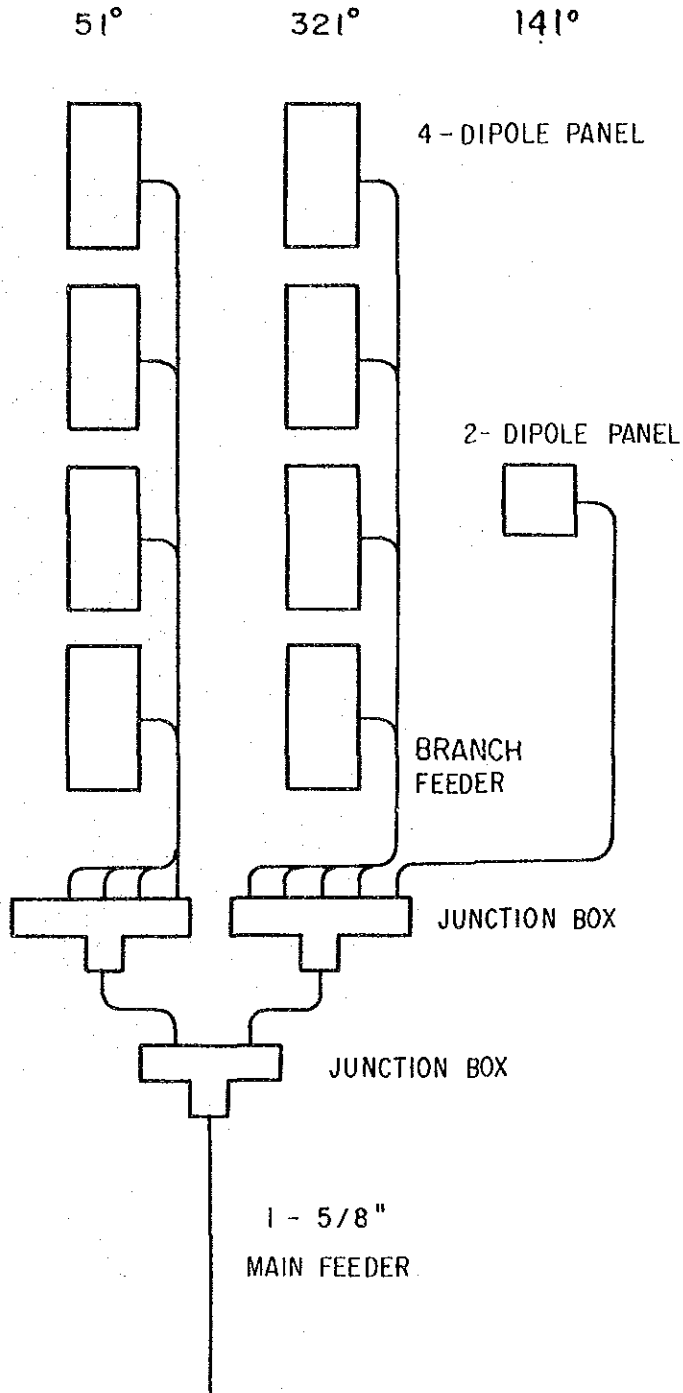 51° 321° 141°
4-DIPOLE PANEL
2- DIPOLE PANEL
BRANCH
FEEDER
JUNCTION BOX
JUNCTION BOX
1 - 5/8"
MAIN FEEDER